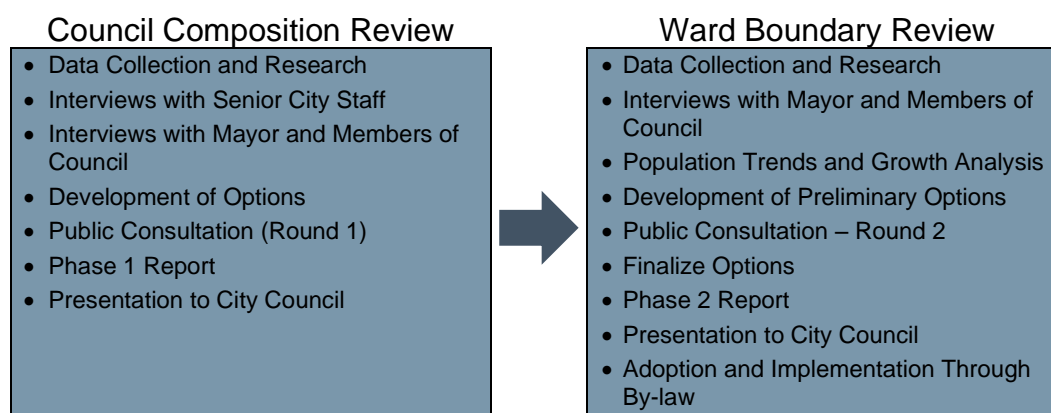 Council Composition Review
• Data Collection and Research
• Interviews with Senior City Staff
• Interviews with Mayor and Members of
Council
• Development of Options
• Public Consultation (Round 1)
• Phase 1 Report
• Presentation to City Council
Ward Boundary Review
• Data Collection and Research
• Interviews with Mayor and Members of
Council
• Population Trends and Growth Analysis
• Development of Preliminary Options
• Public Consultation – Round 2
• Finalize Options
• Phase 2 Report
• Presentation to City Council
• Adoption and Implementation Through
By-law